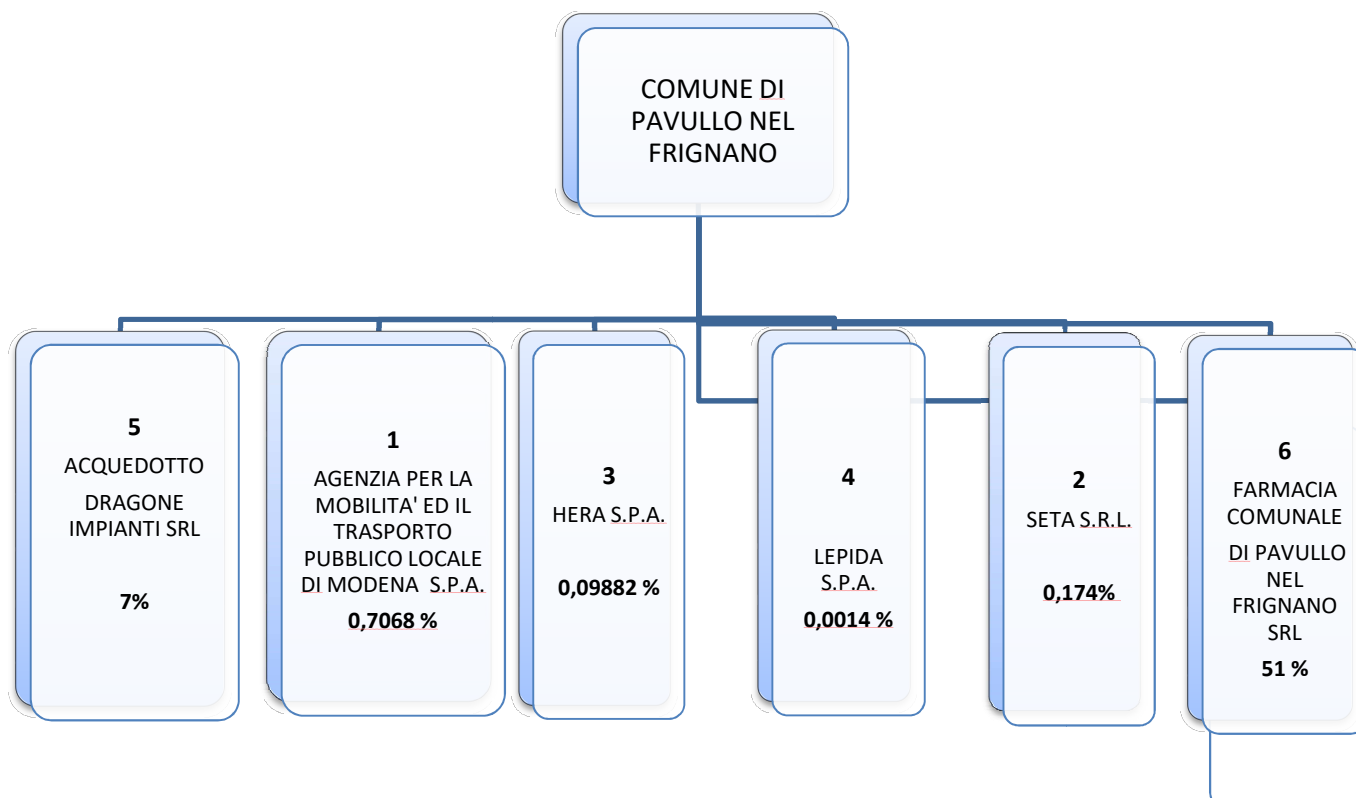 COMUNE DI
PAVULLO NEL
FRIGNANO
5
ACQUEDOTTO
DRAGONE
IMPIANTI SRL
7%
1
AGENZIA PER LA
MOBILITA' ED IL
TRASPORTO
PUBBLICO LOCALE
DI MODENA S.P.A.
0,7068 %
3
HERA S.P.A.
0,09882 %
4
LEPIDA
S.P.A.
0,0014 %
2
SETA S.R.L.
0,174%
6
FARMACIA
COMUNALE
DI PAVULLO
NEL
FRIGNANO
SRL
51 %